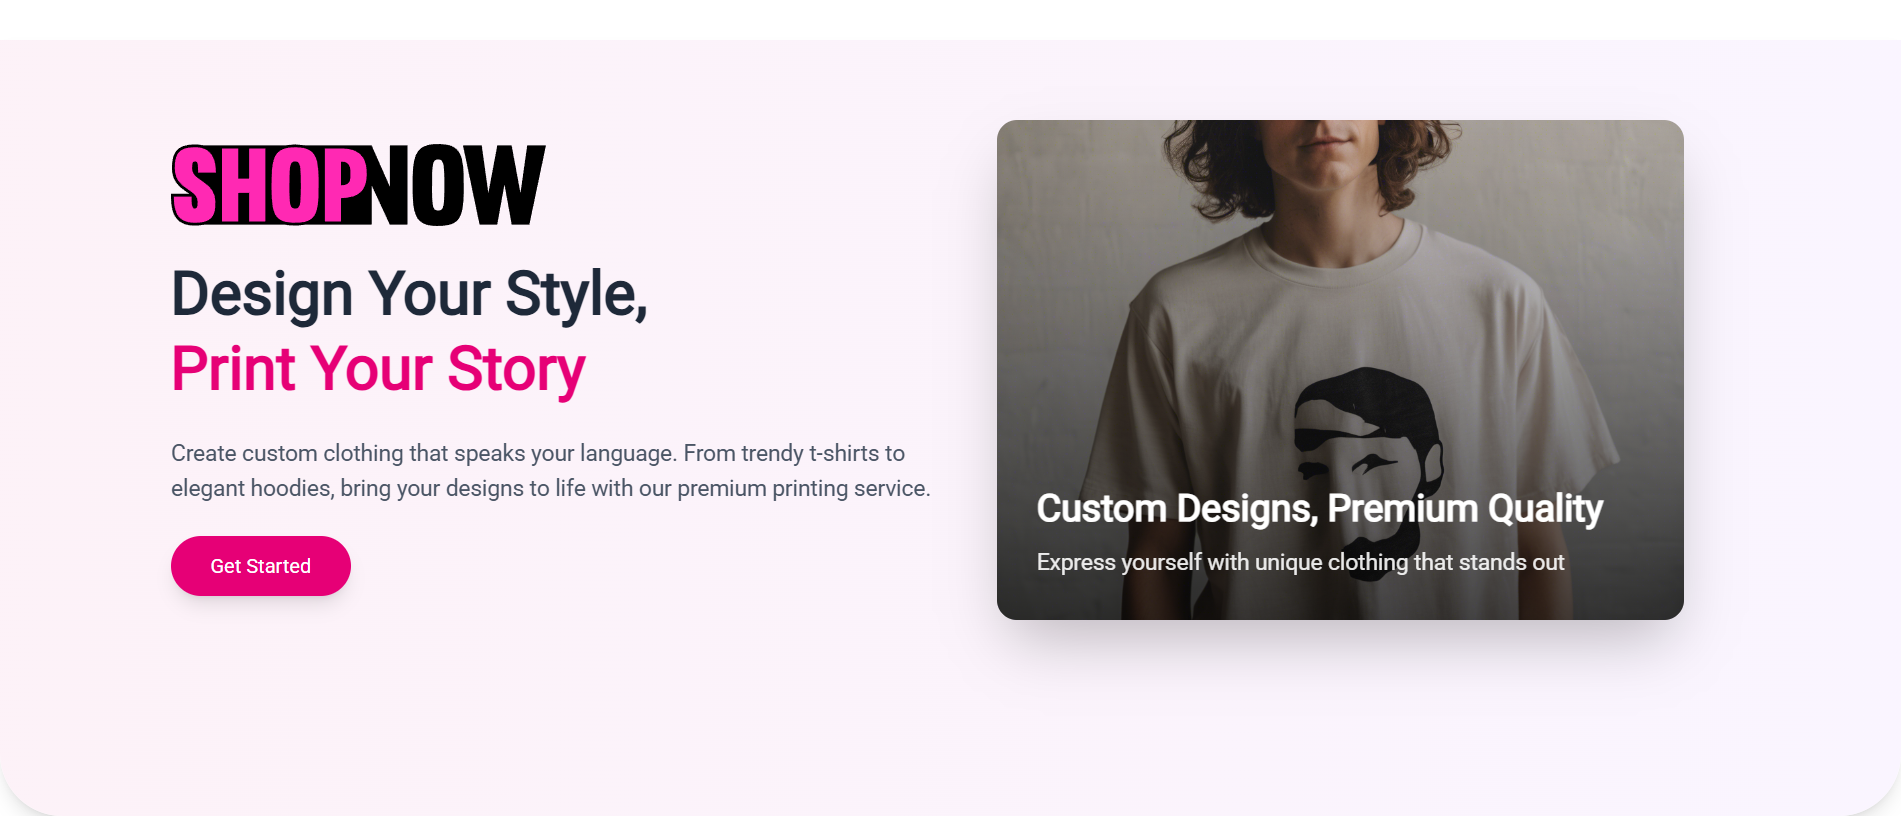 SHOPNOW
Design Your Style,
Print Your Story
Create custom clothing that speaks your language. From trendy t-shirts to
elegant hoodies, bring your designs to life with our premium printing service.
Get Started
Custom Designs, Premium Quality
Express yourself with unique clothing that stands out